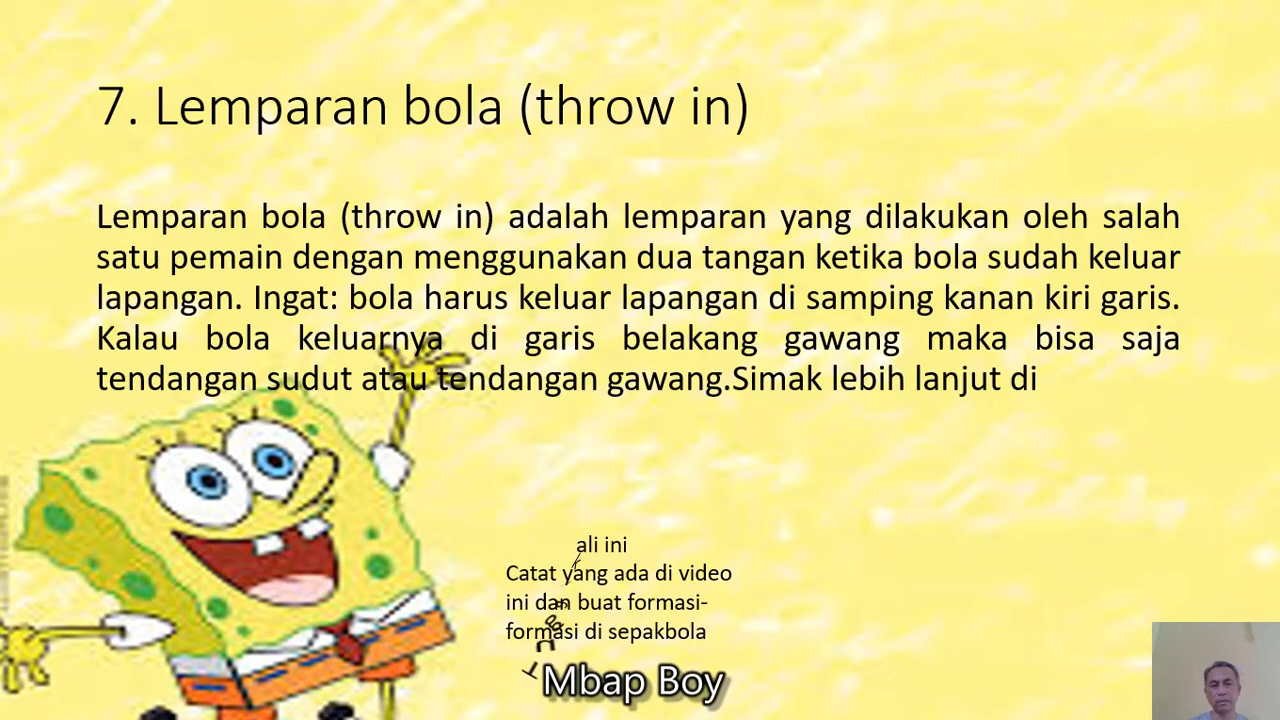 7. Lemparan bola (throw in)
Lemparan bola (throw in) adalah lemparan yang dilakukan oleh salah
satu pemain dengan menggunakan dua tangan ketika bola sudah keluar
lapangan. Ingat: bola harus keluar lapangan di samping kanan kiri garis.
Kalau bola keluarnya di garis belakang gawang maka bisa saja
tendangan sudut atau tendangan gawang.Simak lebih lanjut di
ali ini
Catat yang ada di video
ini dan buat formasi-
formasi di sepakbola
Mbap Boy